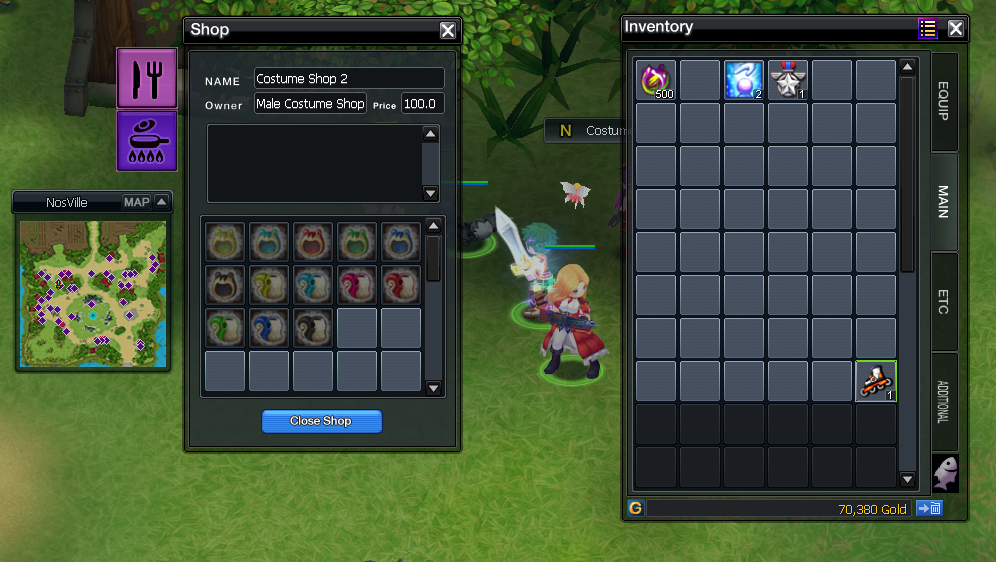 Shop
NAME Costume Shop 2
Owner Male Costume Shop Price 100.0
Close Shop
NosVille MAP
N Costum
Inventory
500
2
1
1
EQUIP
MAIN
ETC
ADDITIONAL
G 70,380 Gold